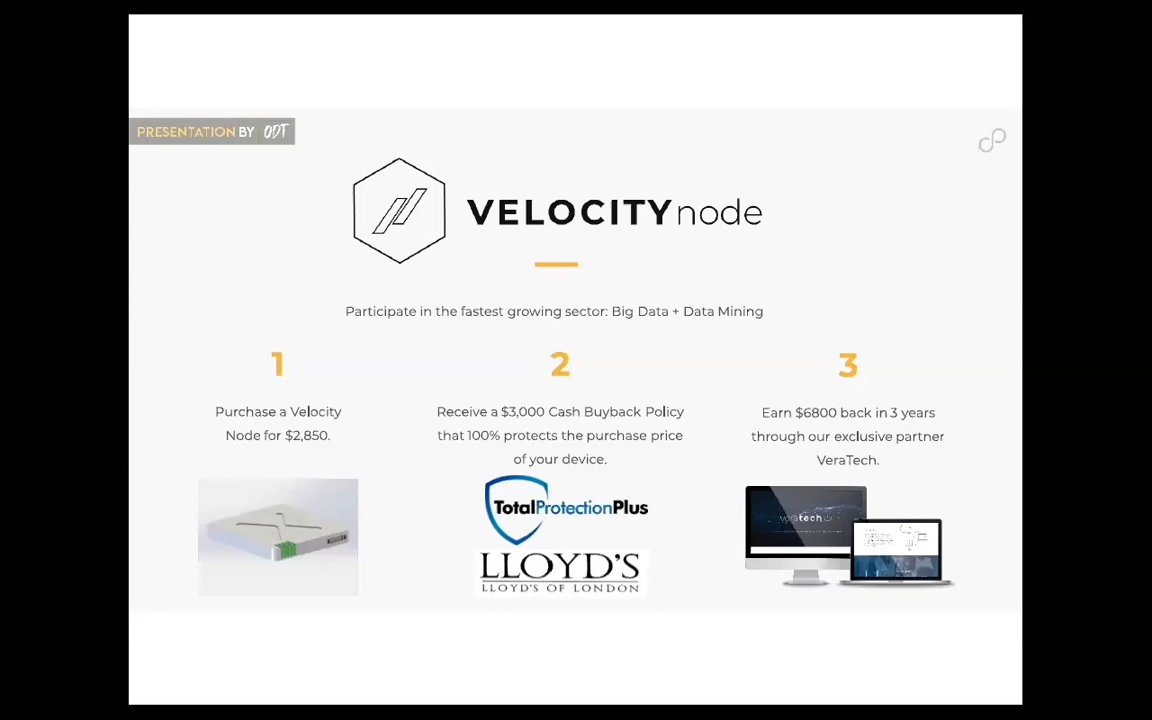 PRESENTATION BY ODT
VELOCITYnode
Participate in the fastest growing sector: Big Data + Data Mining
1
2
3
Purchase a Velocity
Node for $2,850.
Receive a $3,000 Cash Buyback Policy
that 100% protects the purchase price
of your device.
Earn $6800 back in 3 years
through our exclusive partner
VeraTech.
TotalProtectionPlus
LLOYD'S
LLOYD'S OF LONDON
veratech